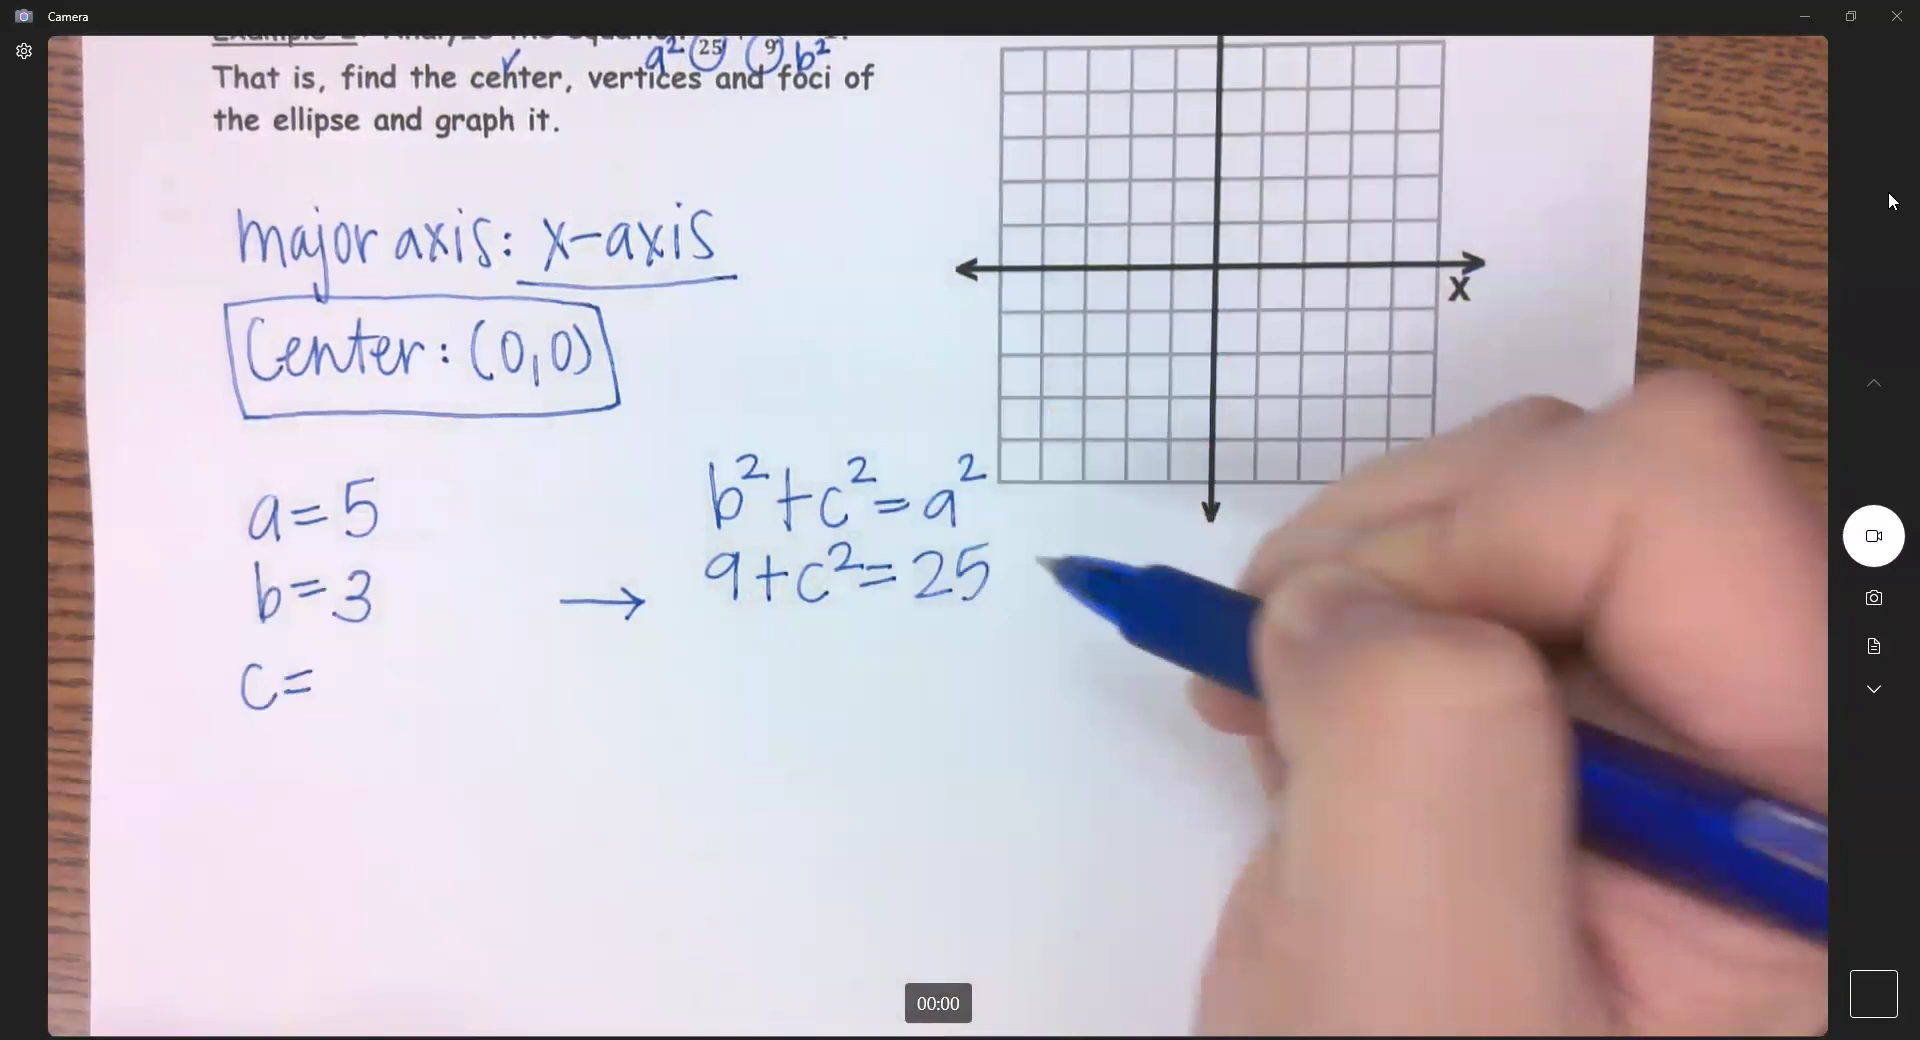 Camera
a² 25 9 b²
That is, find the center, vertices and foci of
the ellipse and graph it.
major axis: x-axis
Center: (0,0)
x
a=5
b=3
c=
b²+c²=a²
→ 9+c²=25
00:00